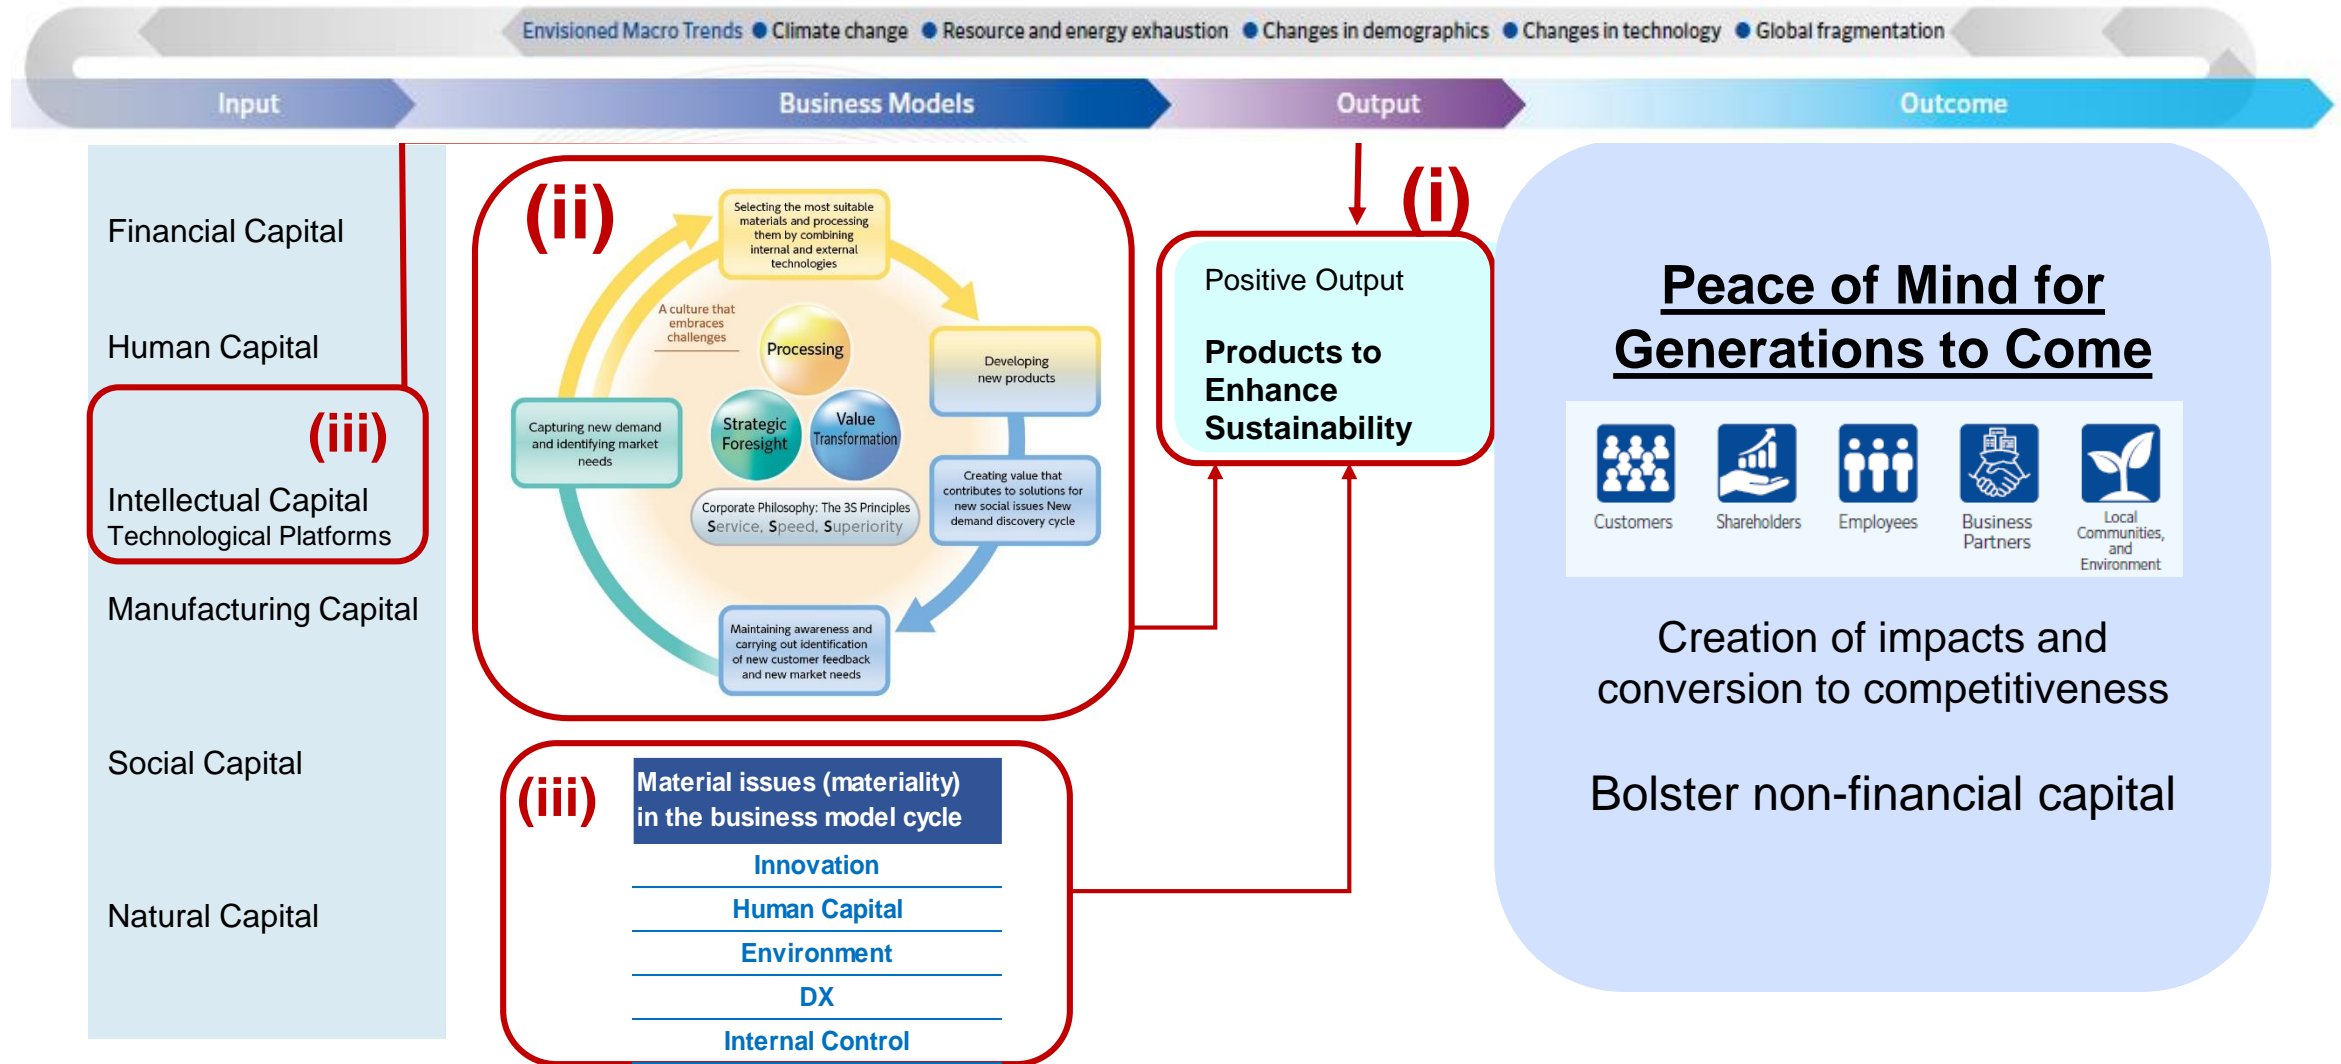 Envisioned Macro Trends ● Climate change ● Resource and energy exhaustion ● Changes in demographics ● Changes in technology ● Global fragmentation
Input
Business Models
Output
Outcome
Financial Capital
Human Capital
(iii)
Intellectual Capital
Technological Platforms
Manufacturing Capital
Social Capital
Natural Capital
(ii)
Selecting the most suitable
materials and processing
them by combining
internal and external
technologies
A culture that
embraces
challenges
Processing
Developing
new products
Strategic
Foresight
Value
Transformation
Capturing new demand
and identifying market
needs
Creating value that
contributes to solutions for
new social issues New
demand discovery cycle
Corporate Philosophy: The 3S Principles
Service, Speed, Superiority
Maintaining awareness and
carrying out identification
of new customer feedback
and new market needs
(iii)
Material issues (materiality)
in the business model cycle
Innovation
Human Capital
Environment
DX
Internal Control
(i)
Positive Output
Products to
Enhance
Sustainability
Peace of Mind for
Generations to Come
Customers
Shareholders
Employees
Business
Partners
Local
Communities,
and
Environment
Creation of impacts and
conversion to competitiveness
Bolster non-financial capital